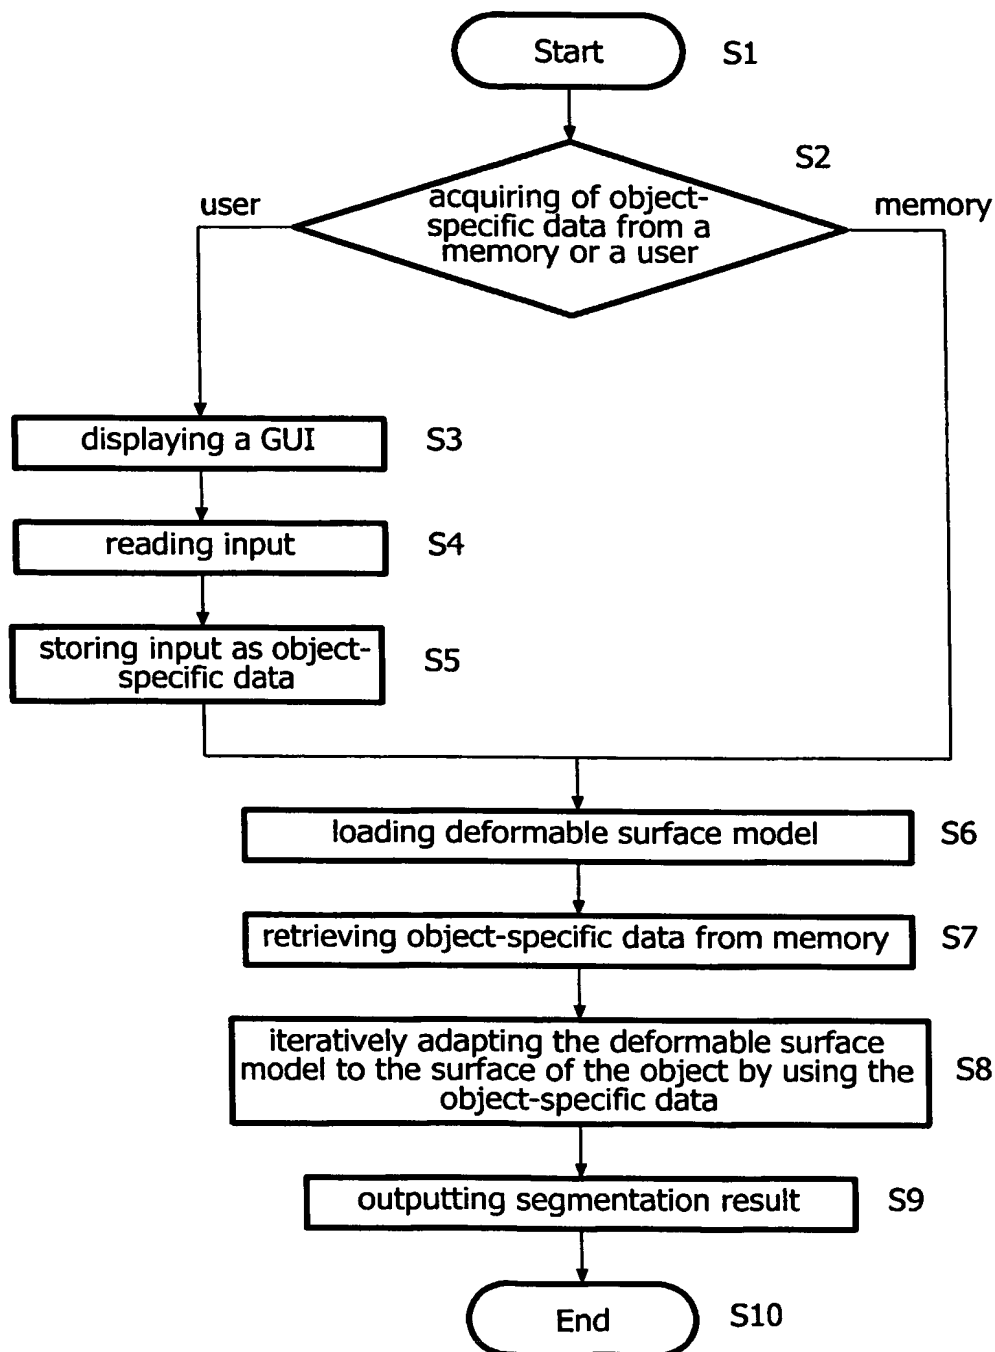 Start
S1
S2
user
memory
acquiring of object-
specific data from a
memory or a user
displaying a GUI
S3
reading input
S4
storing input as object-
specific data
S5
loading deformable surface model
S6
retrieving object-specific data from memory
S7
iteratively adapting the deformable surface
model to the surface of the object by using the
object-specific data
S8
outputting segmentation result
S9
End
S10